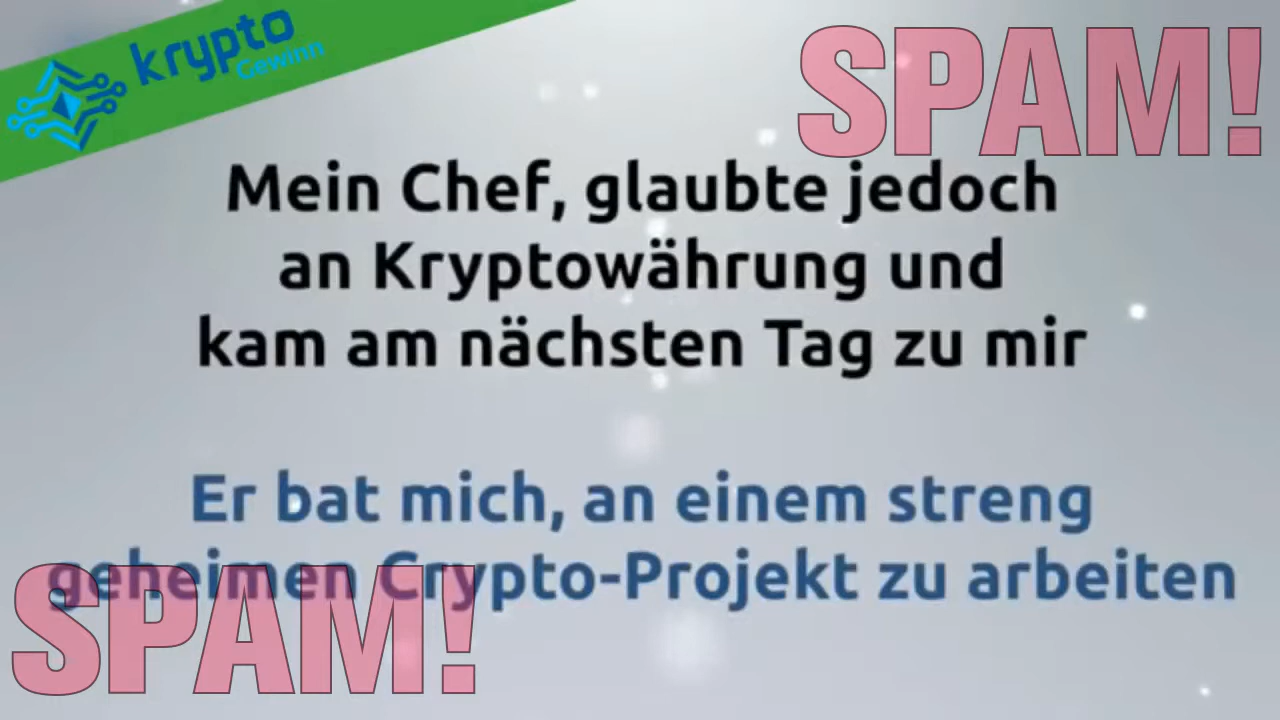 krypto
Gewinn
SPAM!
Mein Chef, glaubte jedoch
an Kryptowährung und
kam am nächsten Tag zu mir
Er bat mich, an einem streng
geheimen Crypto-Projekt zu arbeiten
SPAM!